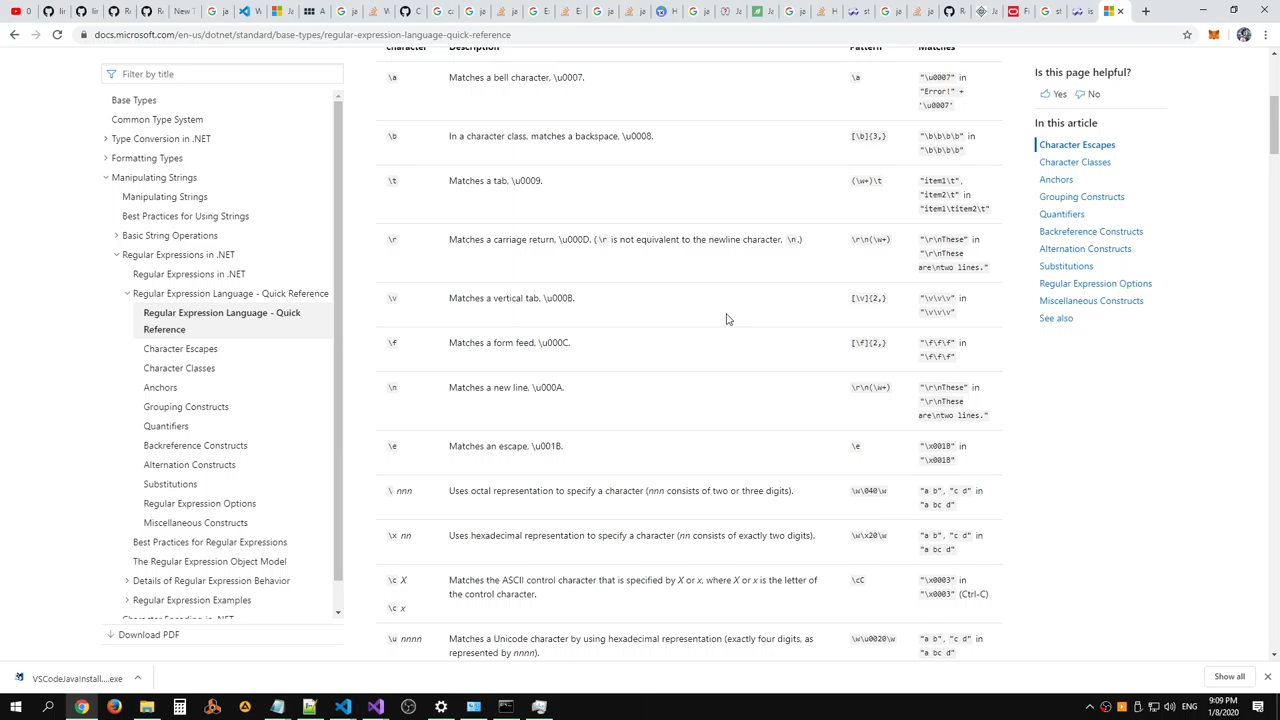 docs.microsoft.com/en-us/dotnet/standard/base-types/regular-expression-language-quick-reference
Filter by title
Base Types
Common Type System
Type Conversion in .NET
Formatting Types
Manipulating Strings
Manipulating Strings
Best Practices for Using Strings
Basic String Operations
Regular Expressions in .NET
Regular Expressions in .NET
Regular Expression Language - Quick Reference
Regular Expression Language - Quick
Reference
Character Escapes
Character Classes
Anchors
Grouping Constructs
Quantifiers
Backreference Constructs
Alternation Constructs
Substitutions
Regular Expression Options
Miscellaneous Constructs
Best Practices for Regular Expressions
The Regular Expression Object Model
Details of Regular Expression Behavior
Regular Expression Examples
Character Encoding in .NET
Download PDF
character Description Pattern Matches
\a Matches a bell character, \u0007. \a "\u0007" in
"Error!" +
'\u0007'
\b In a character class, matches a backspace, \u0008. [\b]{3,} "\b\b\b\b" in
"\b\b\b\b"
\t Matches a tab, \u0009. (\w+)\t "item1\t",
"item2\t" in
"item1\titem2\t"
\r Matches a carriage return, \u000D. (\r is not equivalent to the newline character, \n.) \r\n(\w+) "\r\nThese" in
"\r\nThese
are\ntwo lines."
\v Matches a vertical tab, \u000B. [\v]{2,} "\v\v\v" in
"\v\v\v"
\f Matches a form feed, \u000C. [\f]{2,} "\f\f\f" in
"\f\f\f"
\n Matches a new line, \u000A. \r\n(\w+) "\r\nThese" in
"\r\nThese
are\ntwo lines."
\e Matches an escape, \u001B. \e "\x001B" in
"\x001B"
\ nnn Uses octal representation to specify a character (nnn consists of two or three digits). \w\040\w "a b", "c d" in
"a bc d"
\x nn Uses hexadecimal representation to specify a character (nn consists of exactly two digits). \w\x20\w "a b", "c d" in
"a bc d"
\c X Matches the ASCII control character that is specified by X or x, where X or x is the letter of \cC "\x0003" in
the control character. "\x0003" (Ctrl-C)
\c x
\u nnnn Matches a Unicode character by using hexadecimal representation (exactly four digits, as \w\u0020\w "a b", "c d" in
represented by nnnn). "a bc d"
Is this page helpful?
Yes No
In this article
Character Escapes
Character Classes
Anchors
Grouping Constructs
Quantifiers
Backreference Constructs
Alternation Constructs
Substitutions
Regular Expression Options
Miscellaneous Constructs
See also
VSCodeJavaInstall....exe
Show all
ENG
9:09 PM
1/8/2020